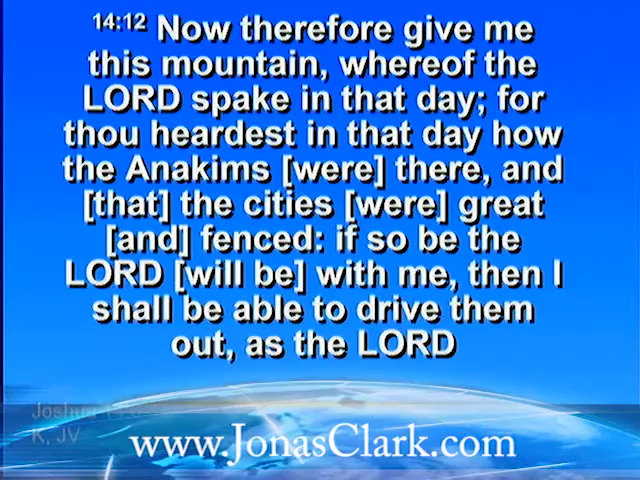 14:12 Now therefore give me
this mountain, whereof the
LORD spake in that day; for
thou heardest in that day how
the Anakims [were] there, and
[that] the cities [were] great
[and] fenced: if so be the
LORD [will be] with me, then I
shall be able to drive them
out, as the LORD
Joshua
K, JV
www.JonasClark.com